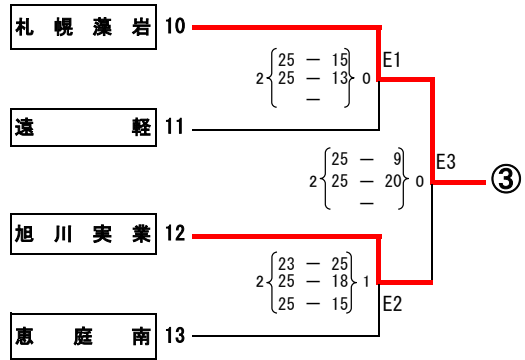 札幌藻岩 10
25 － 15 E1
2 25 － 13 0
－
遠軽 11
25 － 9 E3
2 25 － 20 0 ③
－
旭川実業 12
23 － 25
2 25 － 18 1
25 － 15 E2
恵庭南 13